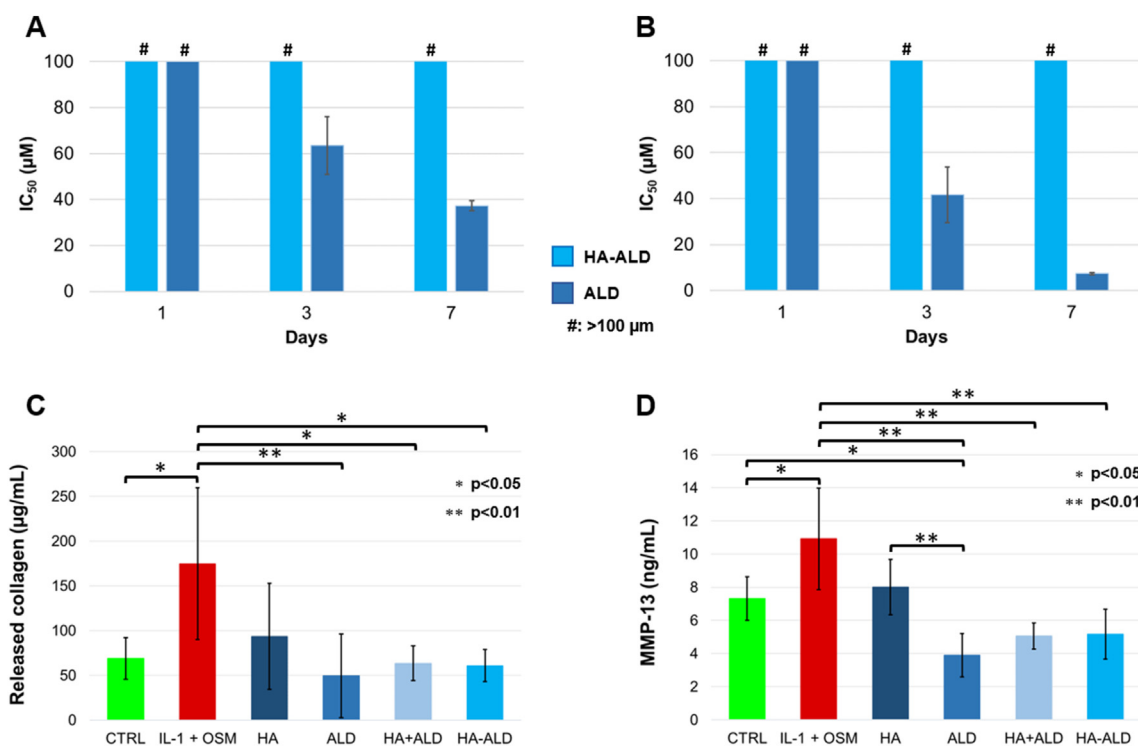 A
# # # #
100
80
60
40
20
0
IC50 (µM)
1 3 7
Days
HA-ALD
ALD
#: >100 µm
B
# # # #
100
80
60
40
20
0
IC50 (µM)
1 3 7
Days
C
*
*
* **
300
250
200
150
100
50
0
Released collagen (µg/mL)
* p<0.05
** p<0.01
CTRL IL-1 + OSM HA ALD HA+ALD HA-ALD
D
**
**
**
*
*
**
16
14
12
10
8
6
4
2
0
MMP-13 (ng/mL)
* p<0.05
** p<0.01
CTRL IL-1 + OSM HA ALD HA+ALD HA-ALD